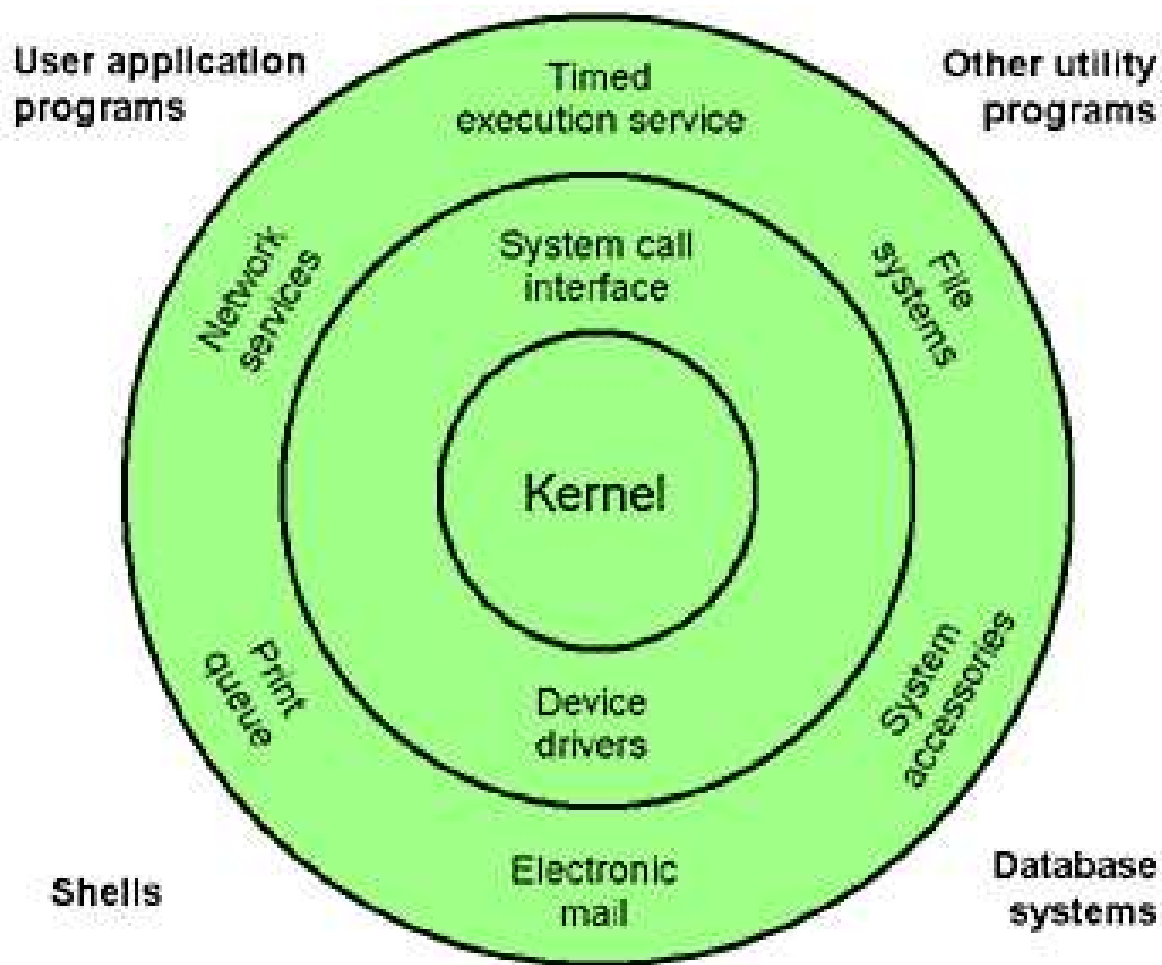 User application
programs
Other utility
programs
Timed
execution service
Network
services
System call
interface
File
systems
Kernel
Print
queue
Device
drivers
System
accessories
Electronic
mail
Shells
Database
systems